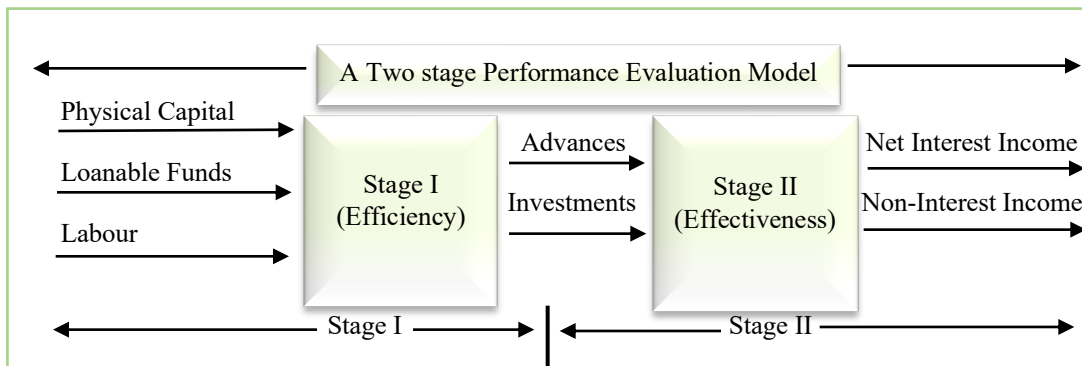 A Two stage Performance Evaluation Model
Physical Capital
Loanable Funds
Labour
Stage I
(Efficiency)
Advances
Investments
Stage II
(Effectiveness)
Net Interest Income
Non-Interest Income
Stage I
Stage II